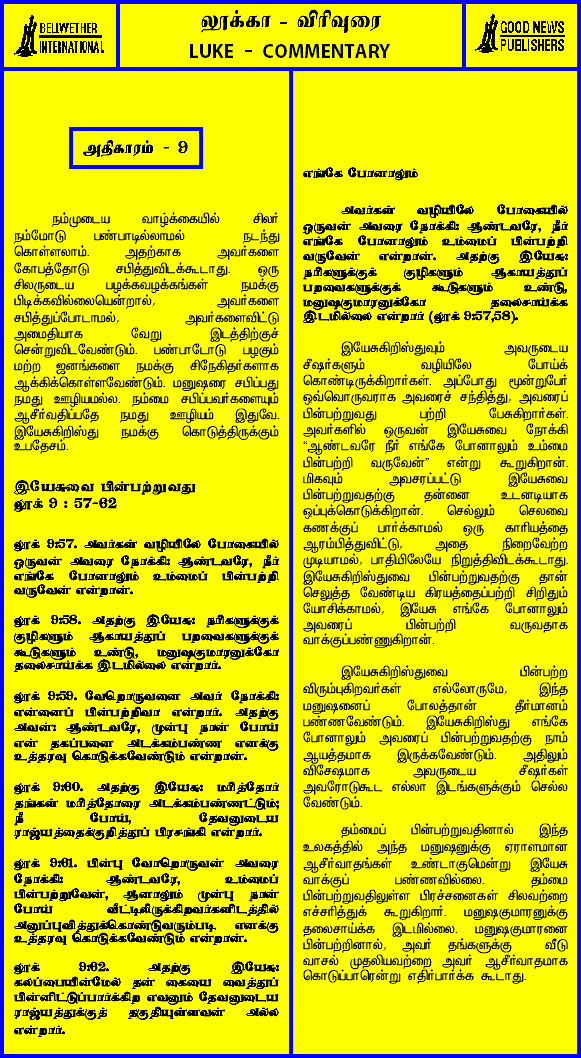 BELWETHER
INTERNATIONAL
லூக்கா - விரிவுரை
LUKE - COMMENTARY
GOOD NEWS
PUBLISHERS
அதிகாரம் - 9
நம்முடைய வாழ்க்கையில் சிலர்
நம்மோடு பண்பாடில்லாமல் நடந்து
கொள்ளலாம். அதற்காக அவர்களை
கோபத்தோடு சபித்துவிடக்கூடாது. ஒரு
சிலருடைய பழக்கவழக்கங்கள் நமக்கு
பிடிக்கவில்லையென்றால், அவர்களை
சபித்துப்போடாமல், அவர்களைவிட்டு
அமைதியாக வேறு இடத்திற்குச்
சென்றுவிடவேண்டும். பண்பாடோடு பழகும்
மற்ற ஜனங்களை நமக்கு சிநேகிதர்களாக
ஆக்கிக்கொள்ளவேண்டும். மனுஷரை சபிப்பது
நமது ஊழியமல்ல. நம்மை சபிப்பவர்களையும்
ஆசீர்வதிப்பதே நமது ஊழியம் இதுவே.
இயேசுகிறிஸ்து நமக்கு கொடுத்திருக்கும்
உபதேசம்.
இயேசுவை பின்பற்றுவது
லூக் 9 : 57-62
லூக் 9:57. அவர்கள் வழியிலே போகையில்
ஒருவன் அவரை நோக்கி: ஆண்டவரே, நீர்
எங்கே போனாலும் உம்மைப் பின்பற்றி
வருவேன் என்றான்.
லூக் 9:58. அதற்கு இயேசு: நரிகளுக்குக்
குழிகளும் ஆகாயத்துப் பறவைகளுக்குக்
கூடுகளும் உண்டு, மனுஷகுமாரனுக்கோ
தலைசாய்க்க இடமில்லை என்றார்.
லூக் 9:59. வேறொருவனை அவர் நோக்கி:
என்னைப் பின்பற்றிவா என்றார். அதற்கு
அவன்: ஆண்டவரே, முன்பு நான் போய்
என் தகப்பனை அடக்கம்பண்ண எனக்கு
உத்தரவு கொடுக்கவேண்டும் என்றான்.
லூக் 9:60. அதற்கு இயேசு: மரித்தோர்
தங்கள் மரித்தோரை அடக்கம்பண்ணட்டும்;
நீ போய், தேவனுடைய
ராஜ்யத்தைக்குறித்துப் பிரசங்கி என்றார்.
லூக் 9:61. பின்பு வோறொருவன் அவரை
நோக்கி: ஆண்டவரே, உம்மைப்
பின்பற்றுவேன், ஆனாலும் முன்பு நான்
போய் வீட்டிலிருக்கிறவர்களிடத்தில்
அனுப்புவித்துக்கொண்டுவரும்படி எனக்கு
உத்தரவு கொடுக்கவேண்டும் என்றான்.
லூக் 9:62. அதற்கு இயேசு:
கலப்பையின்மேல் தன் கையை வைத்துப்
பின்னிட்டுப்பார்க்கிற எவனும் தேவனுடைய
ராஜ்யத்துக்குத் தகுதியுள்ளவன் அல்ல
என்றார்.
எங்கே போனாலும்
அவர்கள் வழியிலே போகையில்
ஒருவன் அவரை நோக்கி: ஆண்டவரே, நீர்
எங்கே போனாலும் உம்மைப் பின்பற்றி
வருவேன் என்றான். அதற்கு இயேசு:
நரிகளுக்குக் குழிகளும் ஆகாயத்துப்
பறவைகளுக்குக் கூடுகளும் உண்டு,
மனுஷகுமாரனுக்கோ தலைசாய்க்க
இடமில்லை என்றார் (லூக் 9:57,58).
இயேசுகிறிஸ்துவும் அவருடைய
சீஷர்களும் வழியிலே போய்க்
கொண்டிருக்கிறார்கள். அப்போது மூன்றுபேர்
ஒவ்வொருவராக அவரைச் சந்தித்து, அவரைப்
பின்பற்றுவது பற்றி பேசுகிறார்கள்.
அவர்களில் ஒருவன் இயேசுவை நோக்கி
“ஆண்டவரே நீர் எங்கே போனாலும் உம்மை
பின்பற்றி வருவேன்” என்று கூறுகிறான்.
மிகவும் அவசரப்பட்டு இயேசுவை
பின்பற்றுவதற்கு தன்னை உடனடியாக
ஒப்புக்கொடுக்கிறான். செல்லும் செலவை
கணக்குப் பார்க்காமல் ஒரு காரியத்தை
ஆரம்பித்துவிட்டு, அதை நிறைவேற்ற
முடியாமல், பாதியிலேயே நிறுத்திவிடக்கூடாது.
இயேசுகிறிஸ்துவை பின்பற்றுவதற்கு தான்
செலுத்த வேண்டிய கிரயத்தைப்பற்றி சிறிதும்
யோசிக்காமல், இயேசு எங்கே போனாலும்
அவரைப் பின்பற்றி வருவதாக
வாக்குப்பண்ணுகிறான்.
இயேசுகிறிஸ்துவை பின்பற்ற
விரும்புகிறவர்கள் எல்லோருமே, இந்த
மனுஷனைப் போலத்தான் தீர்மானம்
பண்ணவேண்டும். இயேசுகிறிஸ்து எங்கே
போனாலும் அவரைப் பின்பற்றுவதற்கு நாம்
ஆயத்தமாக இருக்கவேண்டும். அதிலும்
விசேஷமாக அவருடைய சீஷர்கள்
அவரோடுகூட எல்லா இடங்களுக்கும் செல்ல
வேண்டும்.
தம்மைப் பின்பற்றுவதினால் இந்த
உலகத்தில் அந்த மனுஷனுக்கு ஏராளமான
ஆசீர்வாதங்கள் உண்டாகுமென்று இயேசு
வாக்குப் பண்ணவில்லை. தம்மை
பின்பற்றுவதிலுள்ள பிரச்சனைகள் சிலவற்றை
எச்சரித்துக் கூறுகிறார். மனுஷகுமாரனுக்கு
தலைசாய்க்க இடமில்லை. மனுஷகுமாரனை
பின்பற்றினால், அவர் தங்களுக்கு வீடு
வாசல் முதலியவற்றை அவர் ஆசீர்வாதமாக
கொடுப்பாரென்று எதிர்பார்க்க கூடாது.